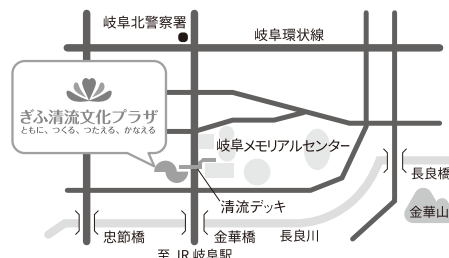 岐阜北警察署
岐阜環状線
ぎふ清流文化プラザ
ともに、つくる、つたえる、かなえる
岐阜メモリアルセンター
長良橋
清流デッキ
金華山
忠節橋
金華橋
長良川
至 JR 岐阜駅